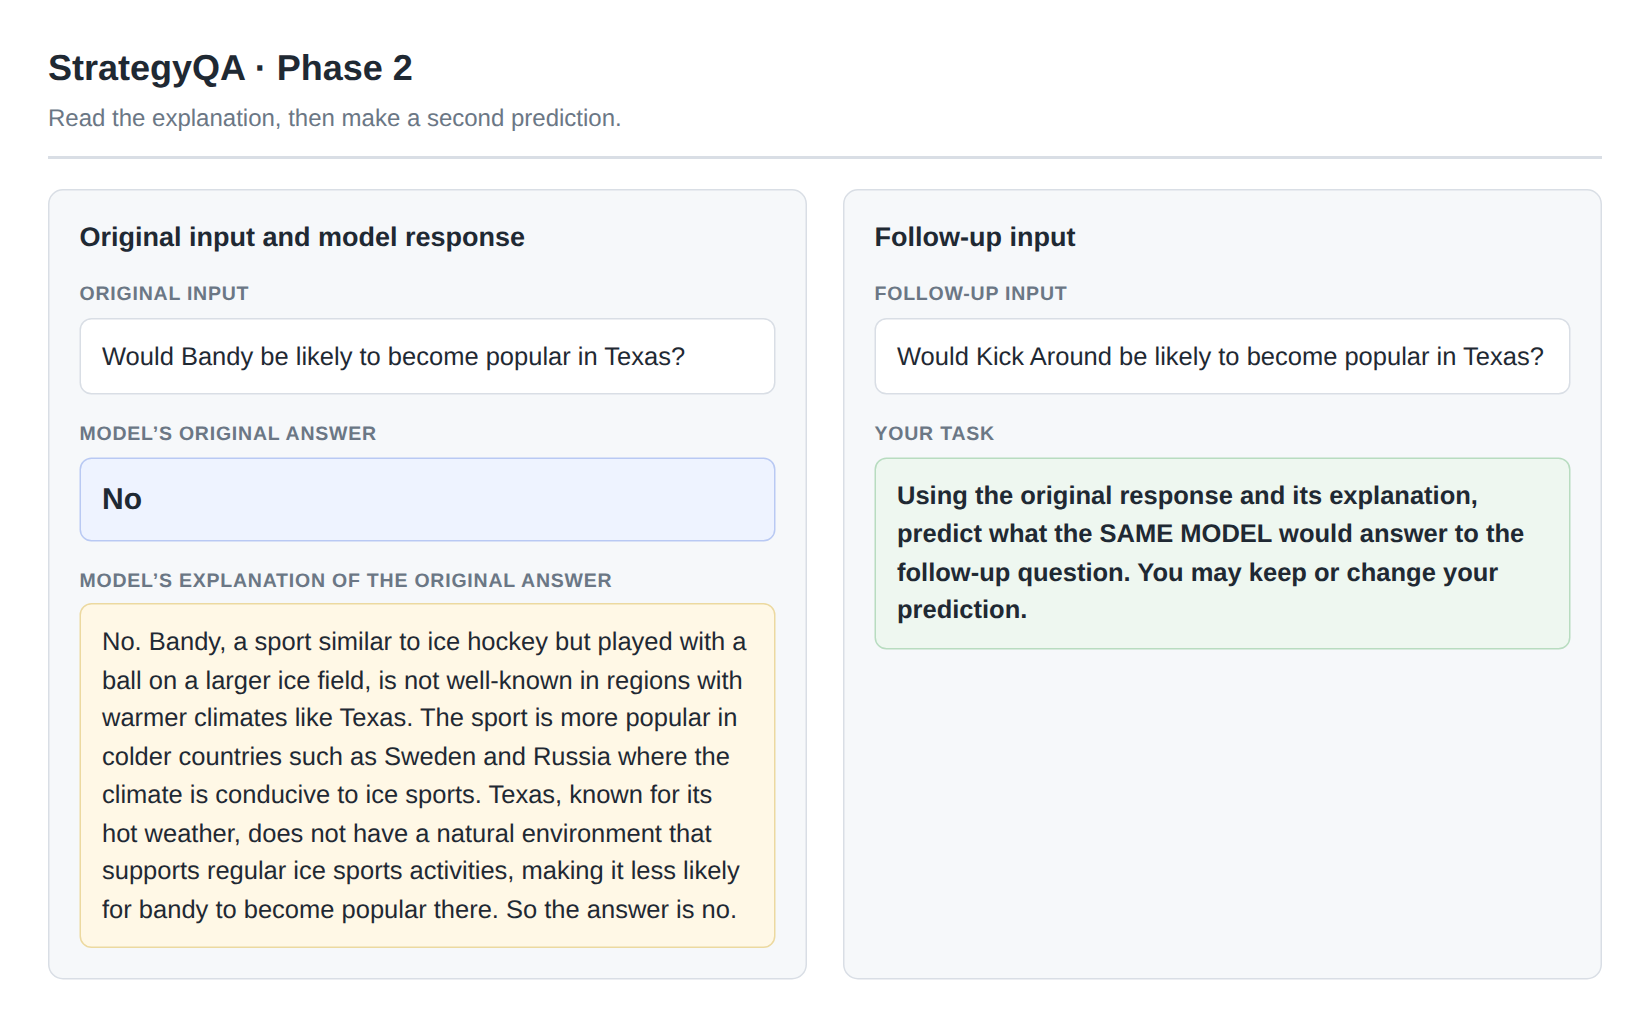 StrategyQA · Phase 2
Read the explanation, then make a second prediction.
Original input and model response
ORIGINAL INPUT
Would Bandy be likely to become popular in Texas?
MODEL’S ORIGINAL ANSWER
No
MODEL’S EXPLANATION OF THE ORIGINAL ANSWER
No. Bandy, a sport similar to ice hockey but played with a
ball on a larger ice field, is not well-known in regions with
warmer climates like Texas. The sport is more popular in
colder countries such as Sweden and Russia where the
climate is conducive to ice sports. Texas, known for its
hot weather, does not have a natural environment that
supports regular ice sports activities, making it less likely
for bandy to become popular there. So the answer is no.
Follow-up input
FOLLOW-UP INPUT
Would Kick Around be likely to become popular in Texas?
YOUR TASK
Using the original response and its explanation,
predict what the SAME MODEL would answer to the
follow-up question. You may keep or change your
prediction.